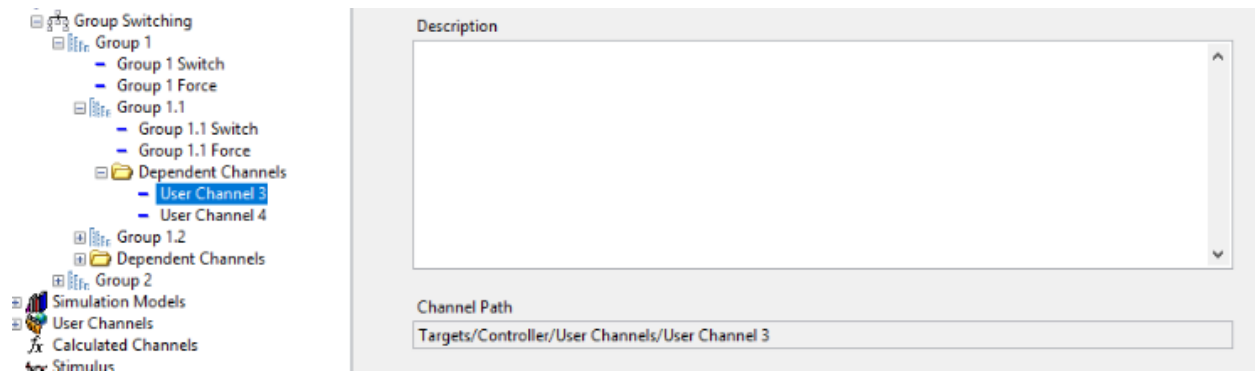 Group Switching
Group 1
Group 1 Switch
Group 1 Force
Group 1.1
Group 1.1 Switch
Group 1.1 Force
Dependent Channels
User Channel 3
User Channel 4
Group 1.2
Dependent Channels
Group 2
Simulation Models
User Channels
fx Calculated Channels
Stimulus
Description
Channel Path
Targets/Controller/User Channels/User Channel 3